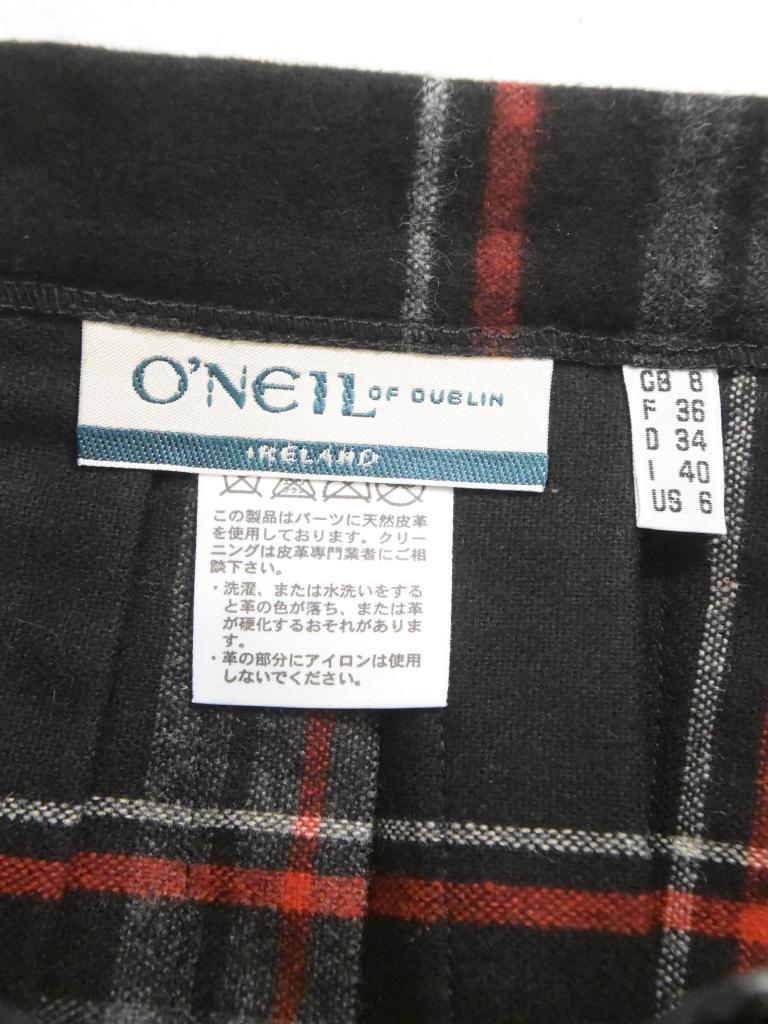 O'NEIL OF DUBLIN
IRELAND
GB 8
F 36
D 34
I 40
US 6
この製品はパーツに天然皮革
を使用しております。クリー
ニングは皮革専門業者にご相
談下さい。
・洗濯、または水洗いをする
と革の色が落ち、または革
が硬化するおそれがありま
す。
・革の部分にアイロンは使用
しないでください。